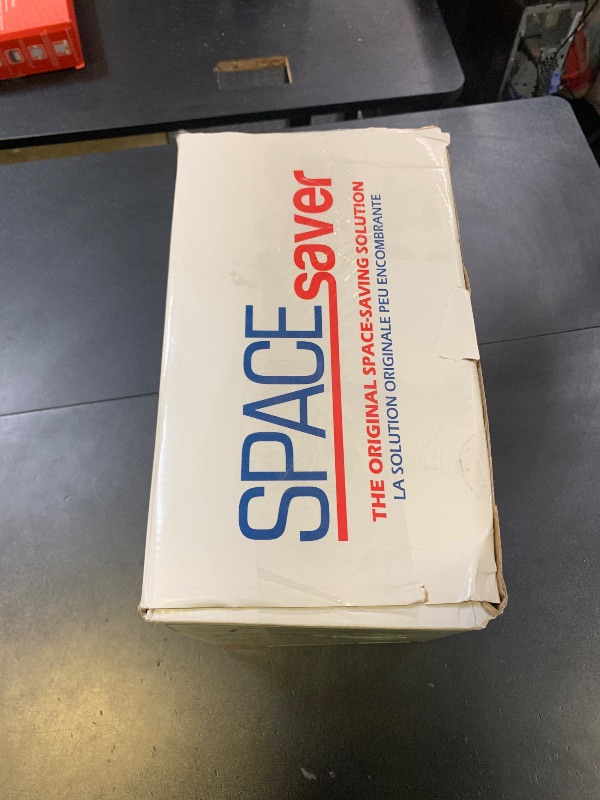 SPACE saver
THE ORIGINAL SPACE-SAVING SOLUTION
LA SOLUTION ORIGINALE PEU ENCOMBRANTE